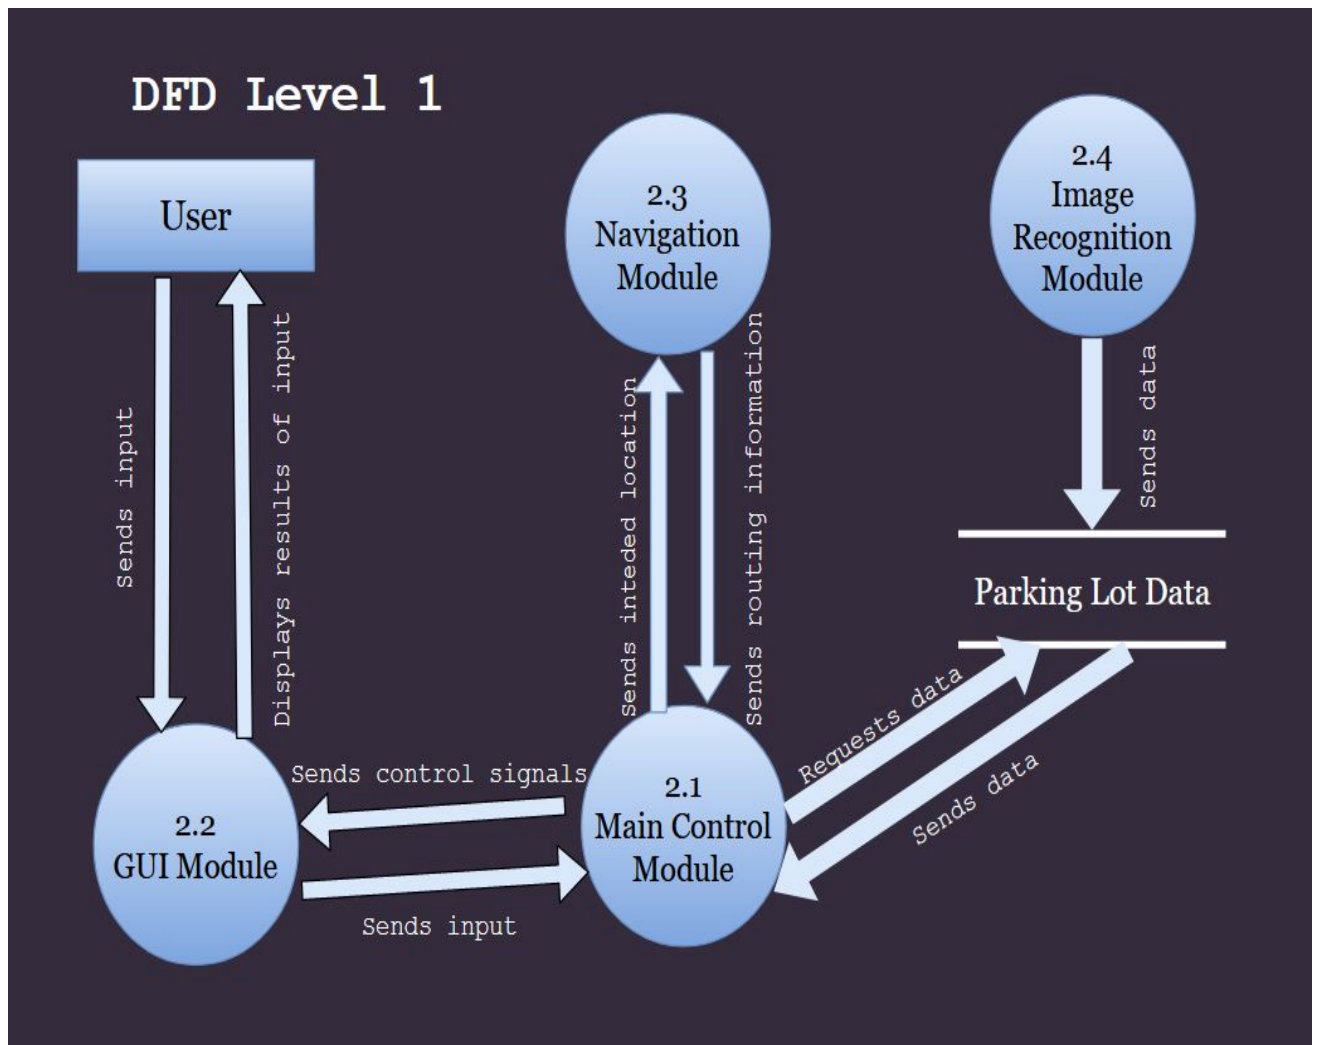 DFD Level 1
User
2.3
Navigation
Module
2.4
Image
Recognition
Module
Sends input
Displays results of input
Sends inteded location
Sends routing information
Sends data
Parking Lot Data
Requests data
Sends data
Sends control signals
2.2
GUI Module
2.1
Main Control
Module
Sends input